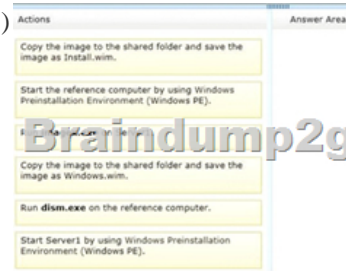 ) Actions
Answer Area
Copy the image to the shared folder and save the
image as Install.wim.
Start the reference computer by using Windows
Preinstallation Environment (Windows PE).
Braindump2g
Copy the image to the shared folder and save the
image as Windows.wim.
Run dism.exe on the reference computer.
Start Server1 by using Windows Preinstallation
Environment (Windows PE).